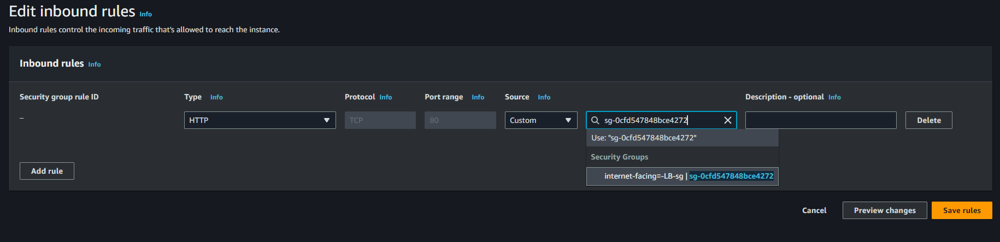 Edit inbound rules Info
Inbound rules control the incoming traffic that's allowed to reach the instance.
Inbound rules Info
Security group rule ID Type Info Protocol Info Port range Info Source Info Description - optional Info
– HTTP TCP 80 Custom sg-0cfd547848bce4272 Delete
Use: "sg-0cfd547848bce4272"
Security Groups
internet-facing=-LB-sg | sg-0cfd547848bce4272
Add rule
Cancel Preview changes Save rules